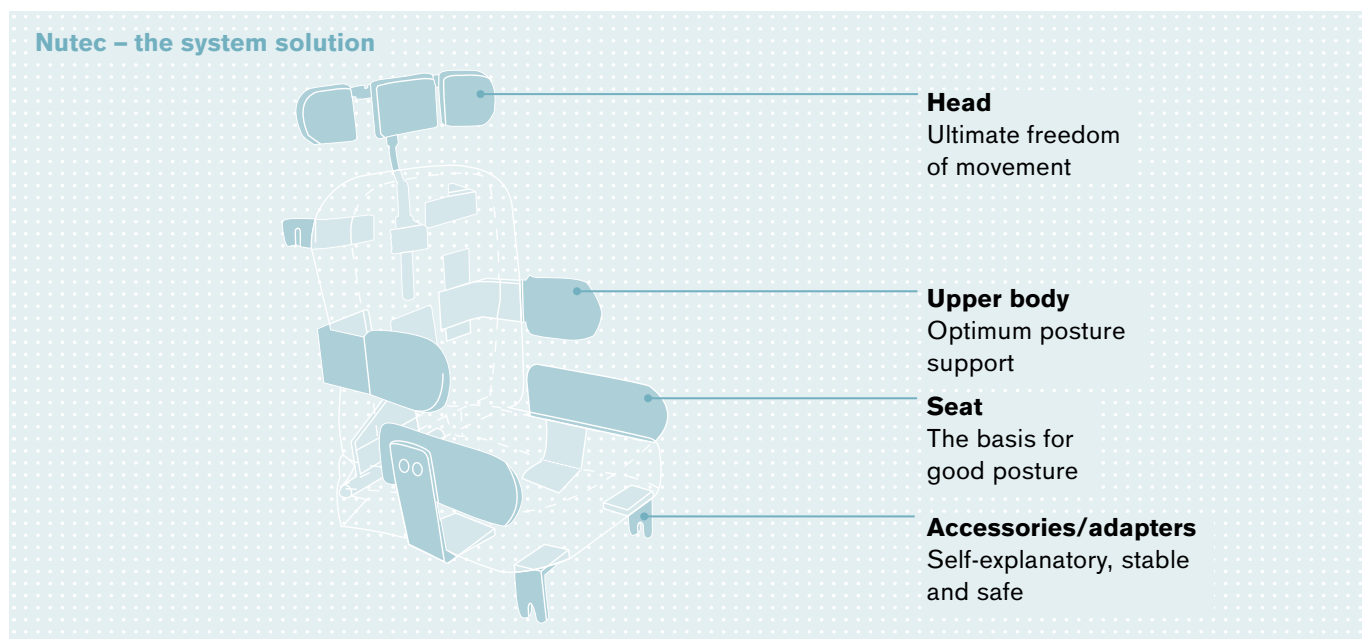 Nutec – the system solution
Head
Ultimate freedom
of movement
Upper body
Optimum posture
support
Seat
The basis for
good posture
Accessories/adapters
Self-explanatory, stable
and safe